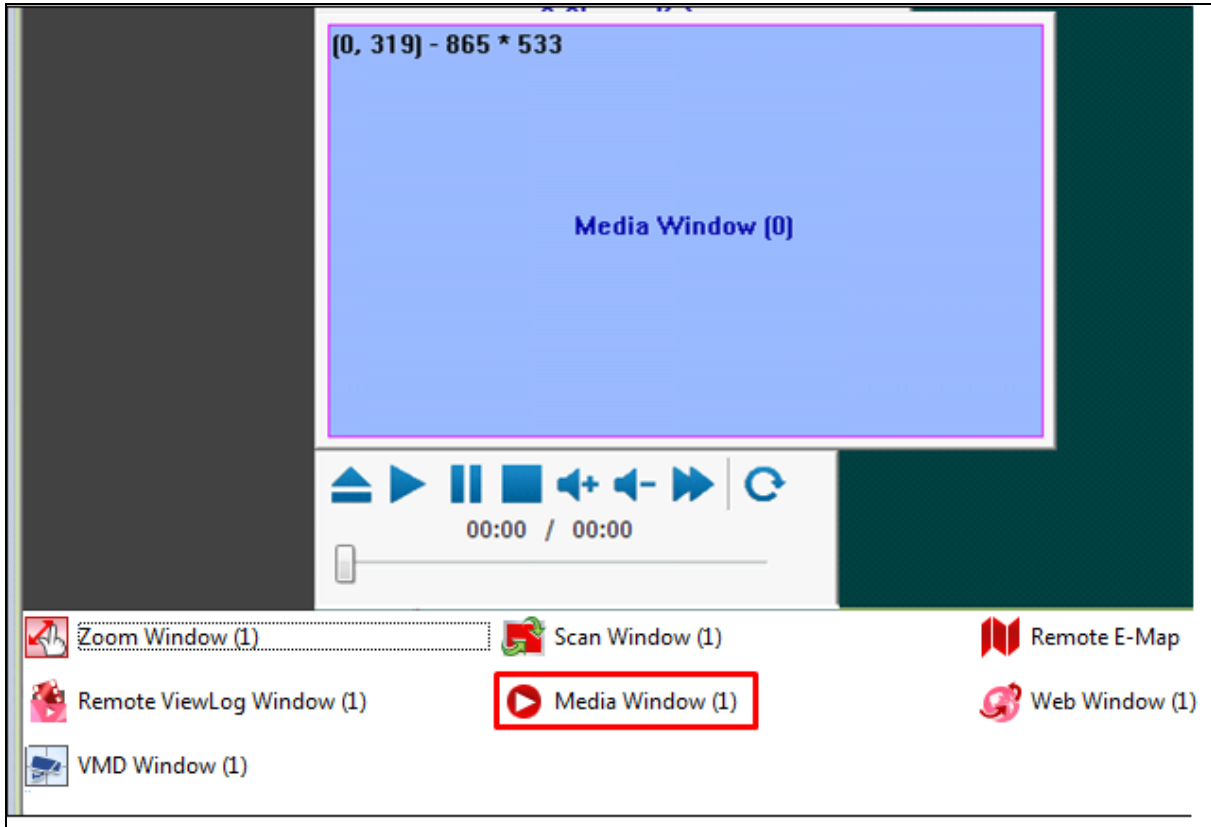 (0, 319) - 865 * 533
Media Window (0)
00:00 / 00:00
Zoom Window (1)
Scan Window (1)
Remote E-Map
Remote ViewLog Window (1)
Media Window (1)
Web Window (1)
VMD Window (1)